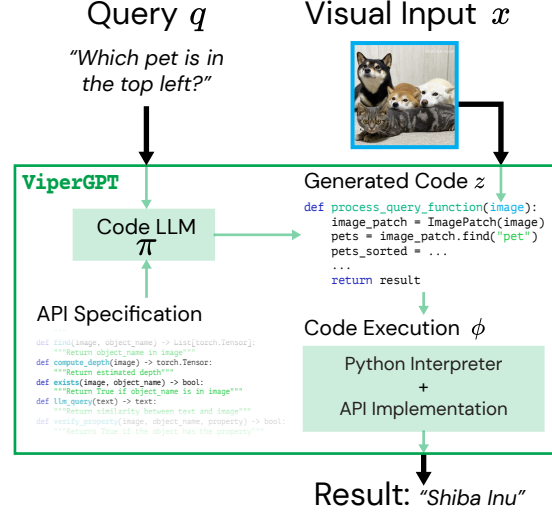 Query q
Visual Input x
“Which pet is in
the top left?”
ViperGPT
Code LLM
π
API Specification
def find(image, object_name) -> List[torch.Tensor]:
"""Return object_name in image"""
def compute_depth(image) -> torch.Tensor:
"""Return estimated depth"""
def exists(image, object_name) -> bool:
"""Return True if object_name is in image"""
def llm_query(text) -> text:
"""Return similarity between text and image"""
def verify_property(image, object_name, property) -> bool:
"""Returns True if the object has the property"""
Generated Code z
def process_query_function(image):
image_patch = ImagePatch(image)
pets = image_patch.find("pet")
pets_sorted = ...
...
return result
Code Execution ϕ
Python Interpreter
+
API Implementation
Result: “Shiba Inu”